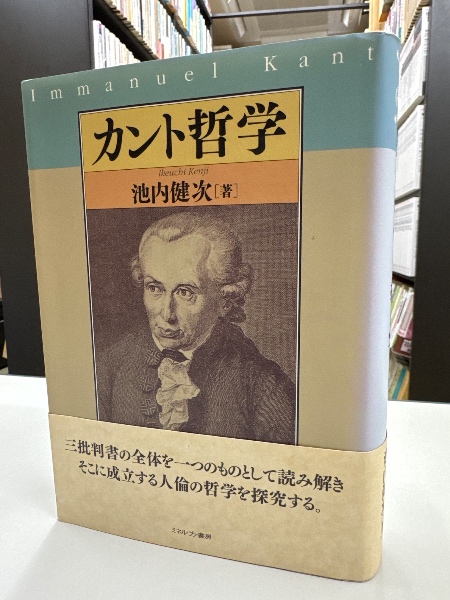 Immanuel Kant
カント哲学
Ikeuchi Kenji
池内健次[著]
三批判書の全体を一つのものとして読み解き
そこに成立する人倫の哲学を探究する。
ミネルヴァ書房